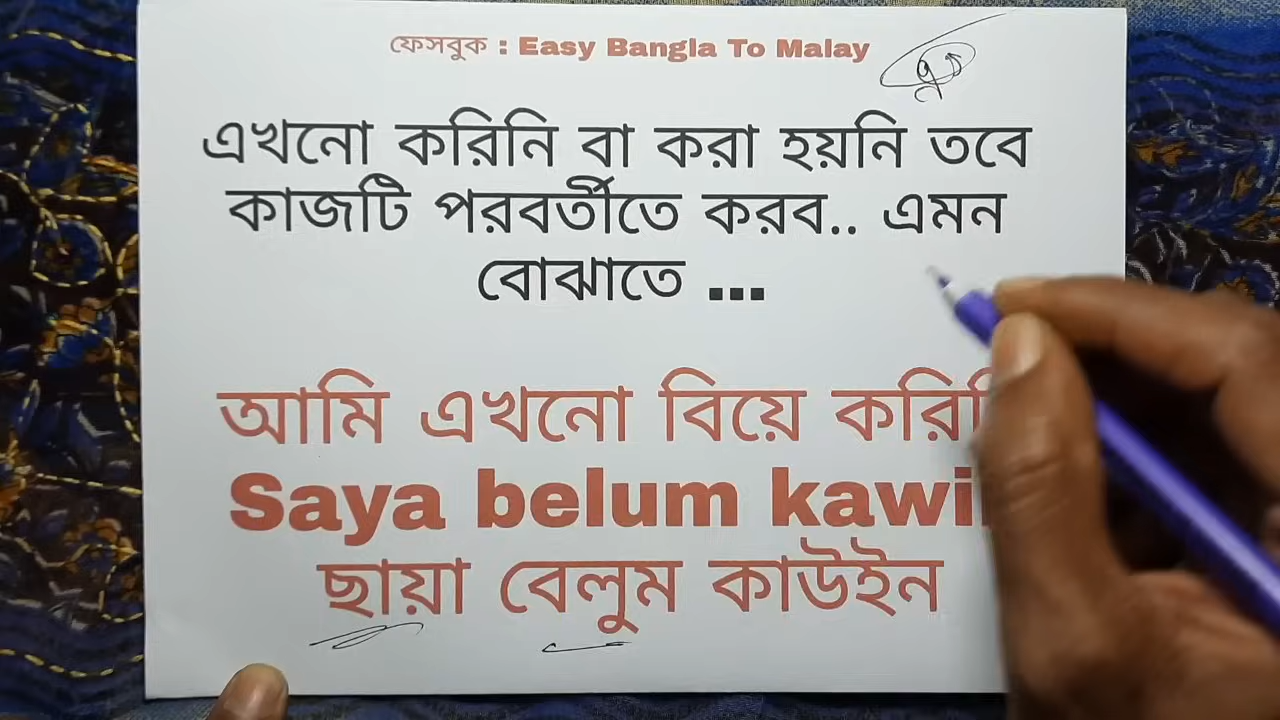 ফেসবুক : Easy Bangla To Malay
এখনো করিনি বা করা হয়নি তবে
কাজটি পরবর্তীতে করব.. এমন
বোঝাতে ...
আমি এখনো বিয়ে
Saya belum
ছায়া বেলুম কাউইন